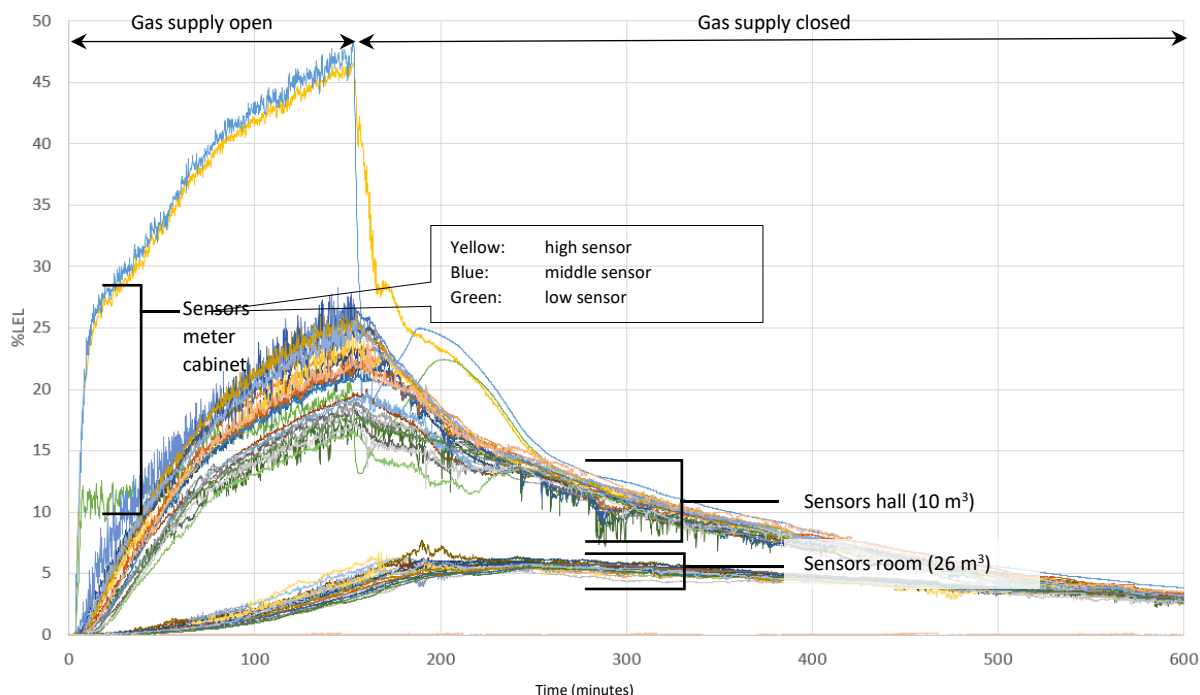 Gas supply open
Gas supply closed
50
45
40
35
30
25
20
15
10
5
0
%LEL
Yellow: high sensor
Blue: middle sensor
Green: low sensor
Sensors
meter
cabinet
Sensors hall (10 m³)
Sensors room (26 m³)
0 100 200 300 400 500 600
Time (minutes)